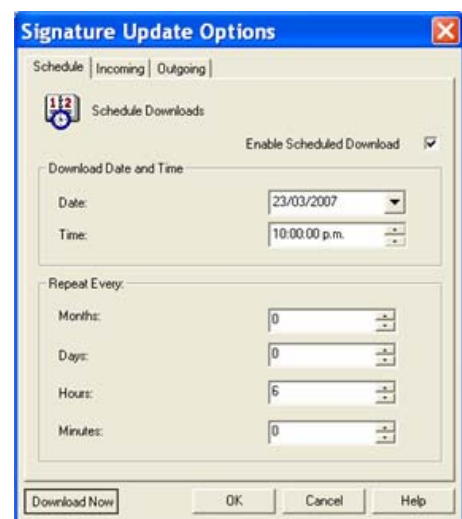 Signature Update Options
Schedule Incoming Outgoing
12
Schedule Downloads
Enable Scheduled Download
Download Date and Time
Date: 23/03/2007
Time: 10:00:00 p.m.
Repeat Every:
Months: 0
Days: 0
Hours: 6
Minutes: 0
Download Now OK Cancel Help